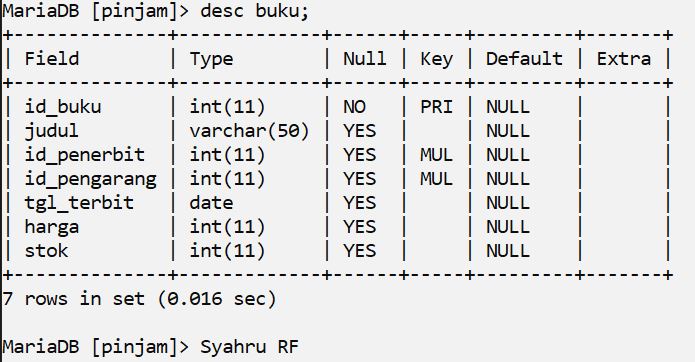 MariaDB [pinjam]> desc buku;
+--------------+-------------+------+-----+---------+-------+
| Field        | Type        | Null | Key | Default | Extra |
+--------------+-------------+------+-----+---------+-------+
| id_buku      | int(11)     | NO   | PRI | NULL    |       |
| judul        | varchar(50) | YES  |     | NULL    |       |
| id_penerbit  | int(11)     | YES  | MUL | NULL    |       |
| id_pengarang | int(11)     | YES  | MUL | NULL    |       |
| tgl_terbit   | date        | YES  |     | NULL    |       |
| harga        | int(11)     | YES  |     | NULL    |       |
| stok         | int(11)     | YES  |     | NULL    |       |
+--------------+-------------+------+-----+---------+-------+
7 rows in set (0.016 sec)
MariaDB [pinjam]> Syahru RF